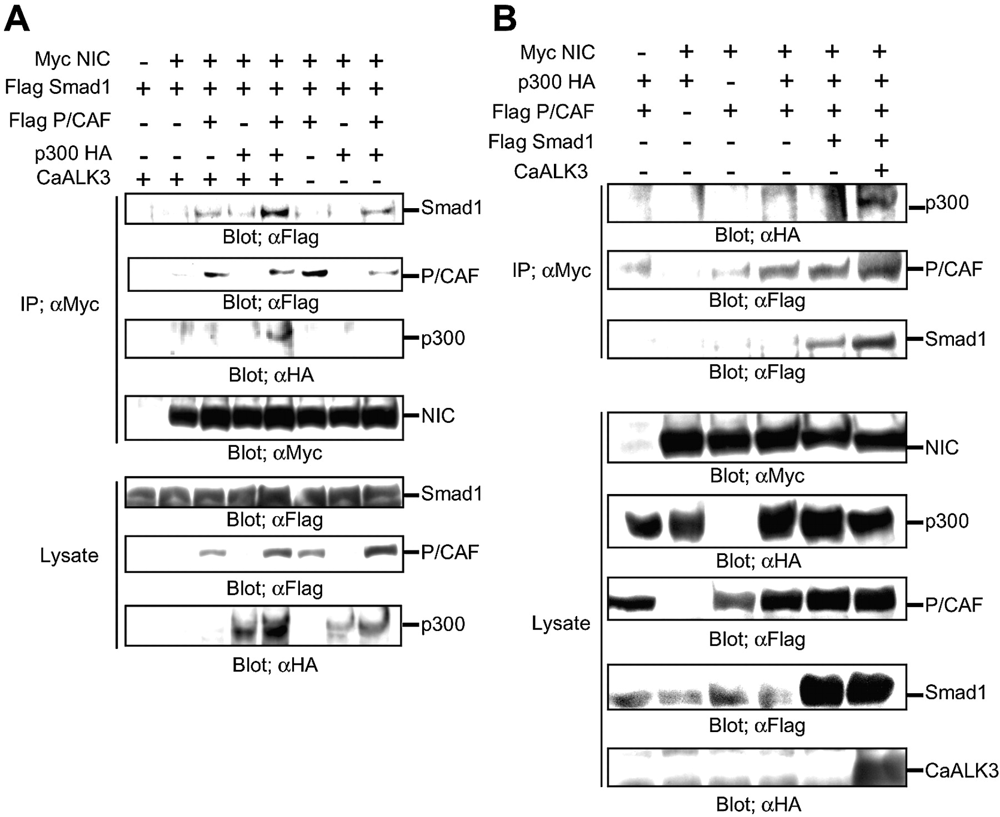 A
Myc NIC - + + + + + + +
Flag Smad1 + + + + + + + +
Flag P/CAF - - + - + + - +
p300 HA - - - + + - + +
CaALK3 + + + + + - - -
IP; αMyc
Smad1
Blot; αFlag
P/CAF
Blot; αFlag
p300
Blot; αHA
NIC
Blot; αMyc
Lysate
Smad1
Blot; αFlag
P/CAF
Blot; αFlag
p300
Blot; αHA
B
Myc NIC - + + + + +
p300 HA + + - + + +
Flag P/CAF + - + + + +
Flag Smad1 - - - - + +
CaALK3 - - - - - +
IP; αMyc
p300
Blot; αHA
P/CAF
Blot; αFlag
Smad1
Blot; αFlag
Lysate
NIC
Blot; αMyc
p300
Blot; αHA
P/CAF
Blot; αFlag
Smad1
Blot; αFlag
CaALK3
Blot; αHA